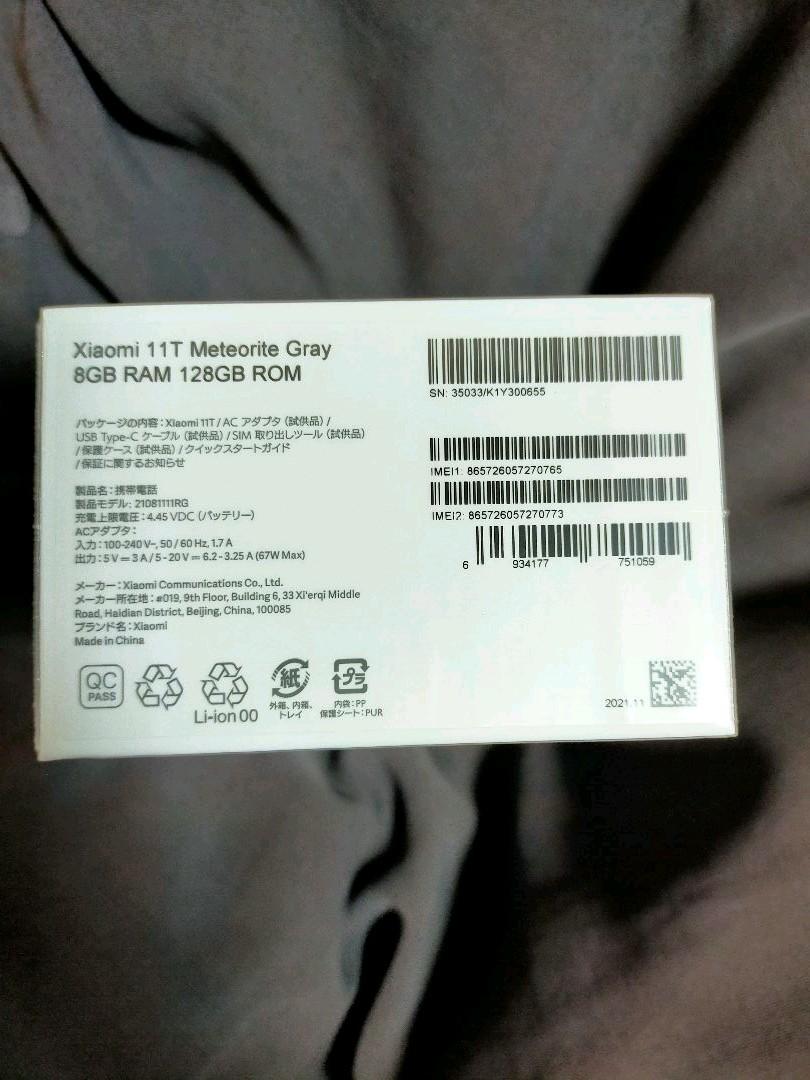 Xiaomi 11T Meteorite Gray
8GB RAM 128GB ROM
パッケージの内容：Xiaomi 11T / AC アダプタ（試供品）/
USB Type-C ケーブル（試供品）/ SIM 取り出しツール（試供品）
/ 保護ケース（試供品）/ クイックスタートガイド
/ 保証に関するお知らせ
製品名：携帯電話
製品モデル: 21081111RG
充電上限電圧：4.45 VDC（バッテリー）
ACアダプタ：
入力：100-240 V~, 50 / 60 Hz, 1.7 A
出力：5 V⎓3 A / 5 - 20 V⎓6.2 - 3.25 A (67W Max)
メーカー：Xiaomi Communications Co., Ltd.
メーカー所在地：#019, 9th Floor, Building 6, 33 Xi'erqi Middle
Road, Haidian District, Beijing, China, 100085
ブランド名：Xiaomi
Made in China
QC
PASS
Li-ion 00
紙
外箱、内箱、
トレイ
プラ
内袋：PP
保護シート：PUR
SN: 35033/K1Y300655
IMEI1: 865726057270765
IMEI2: 865726057270773
6 934177 751059
2021.11